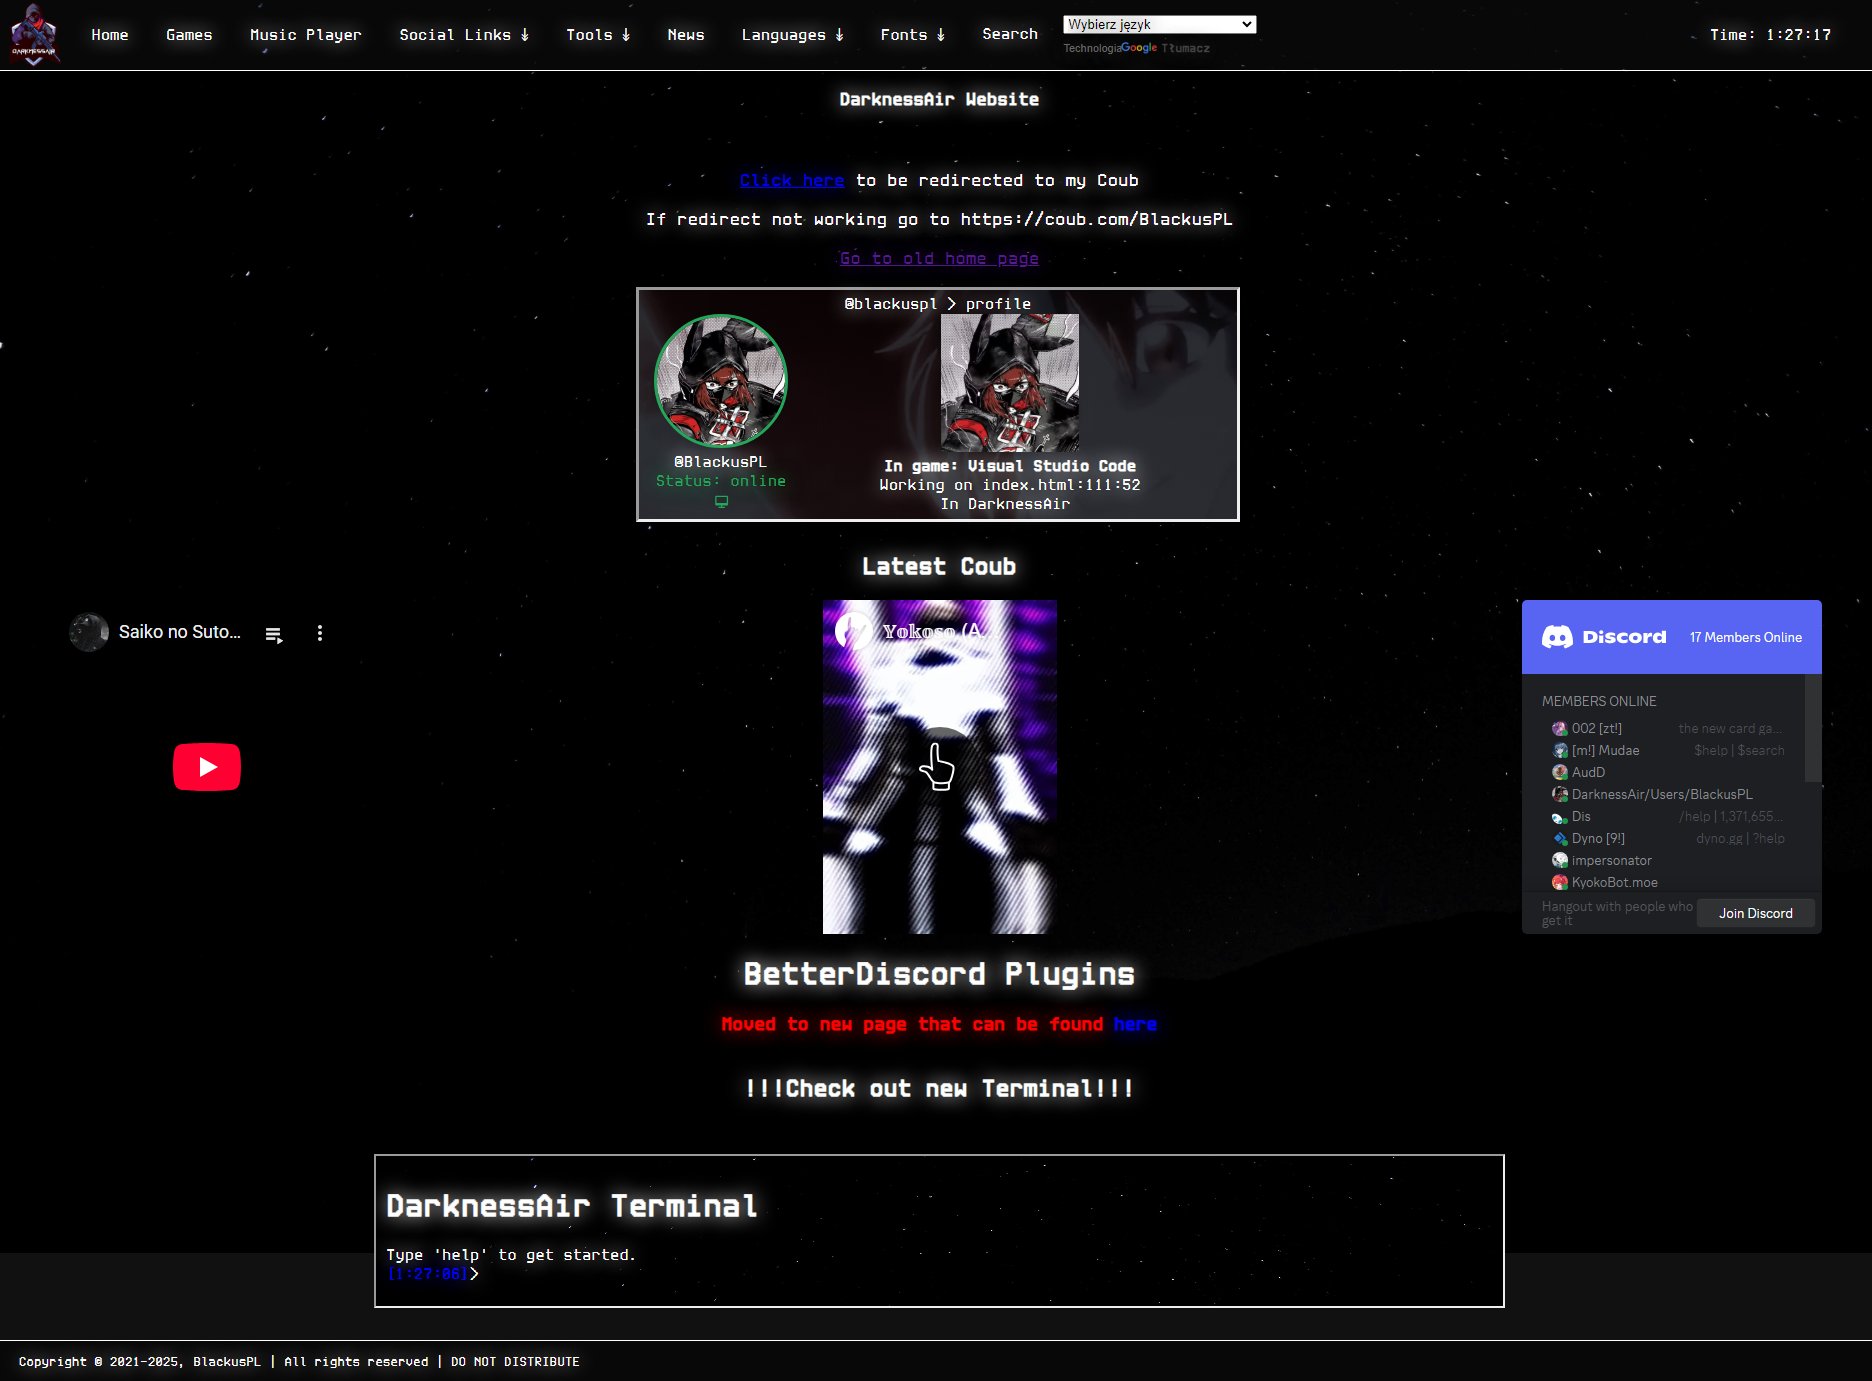 DARKNESSAIR
Home
Games
Music Player
Social Links ↓
Tools ↓
News
Languages ↓
Fonts ↓
Search
Wybierz język
Technologia Google Tłumacz
Time: 1:27:17
DarknessAir Website
Click here to be redirected to my Coub
If redirect not working go to https://coub.com/BlackusPL
Go to old home page
@blackuspl > profile
@BlackusPL
Status: online
In game: Visual Studio Code
Working on index.html:111:52
In DarknessAir
Latest Coub
Saiko no Suto...
Yokoso (A...
Discord
17 Members Online
MEMBERS ONLINE
002 [zt!] the new card ga...
[m!] Mudae $help | $search
AudD
DarknessAir/Users/BlackusPL
Dis /help | 1,371,655...
Dyno [9!] dyno.gg | ?help
impersonator
KyokoBot.moe
Hangout with people who
get it
Join Discord
BetterDiscord Plugins
Moved to new page that can be found here
!!!Check out new Terminal!!!
DarknessAir Terminal
Type 'help' to get started.
[1:27:06]>
Copyright © 2021-2025, BlackusPL | All rights reserved | DO NOT DISTRIBUTE